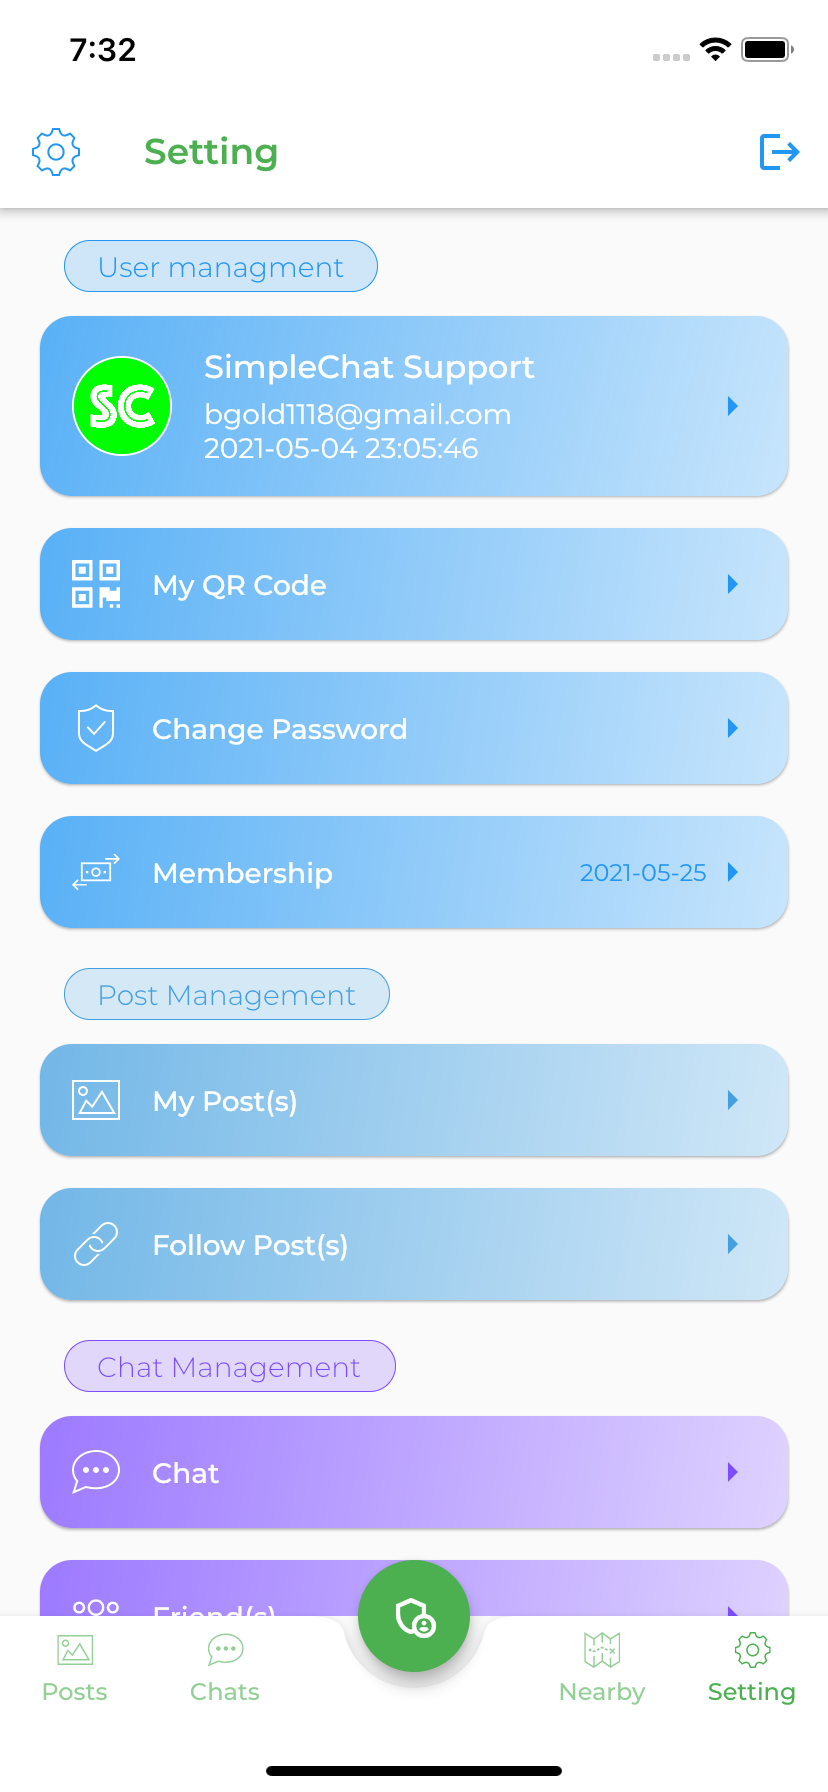 7:32
Setting
User managment
SC
SimpleChat Support
bgold1118@gmail.com
2021-05-04 23:05:46
My QR Code
Change Password
Membership
2021-05-25
Post Management
My Post(s)
Follow Post(s)
Chat Management
Chat
Friend(s)
Posts
Chats
Nearby
Setting